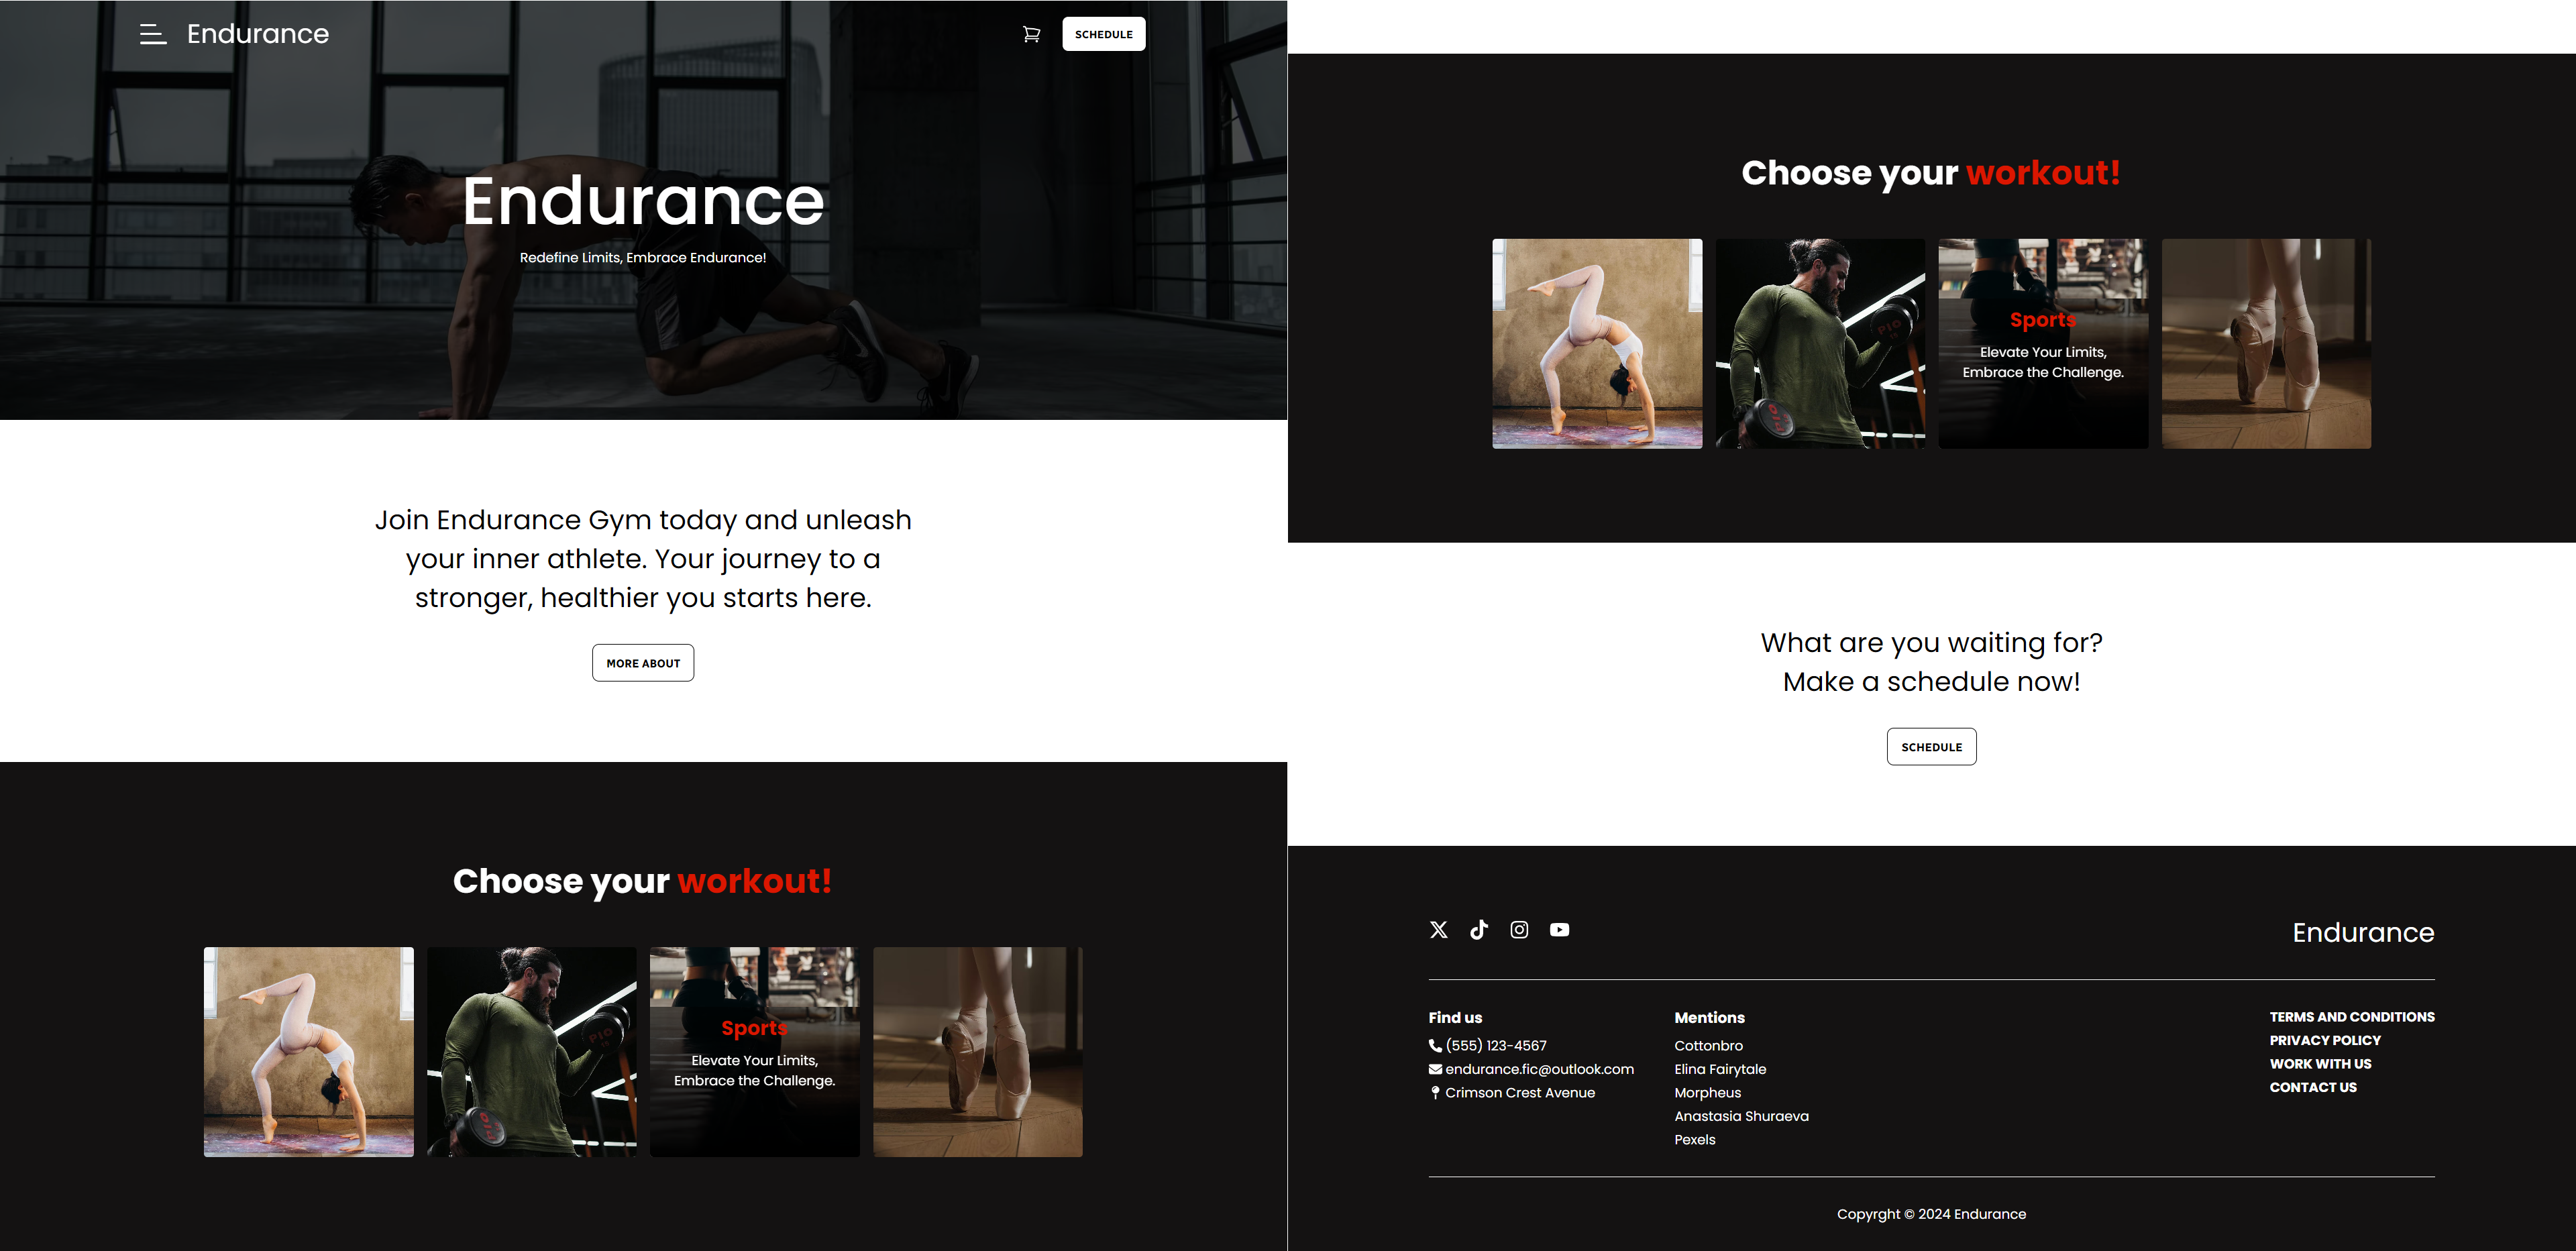 Endurance
SCHEDULE
Endurance
Redefine Limits, Embrace Endurance!
Join Endurance Gym today and unleash
your inner athlete. Your journey to a
stronger, healthier you starts here.
MORE ABOUT
Choose your workout!
PIO
Sports
Elevate Your Limits,
Embrace the Challenge.
Choose your workout!
PIO
Sports
Elevate Your Limits,
Embrace the Challenge.
What are you waiting for?
Make a schedule now!
SCHEDULE
Endurance
Find us
(555) 123-4567
endurance.fic@outlook.com
Crimson Crest Avenue
Mentions
Cottonbro
Elina Fairytale
Morpheus
Anastasia Shuraeva
Pexels
TERMS AND CONDITIONS
PRIVACY POLICY
WORK WITH US
CONTACT US
Copyrght © 2024 Endurance